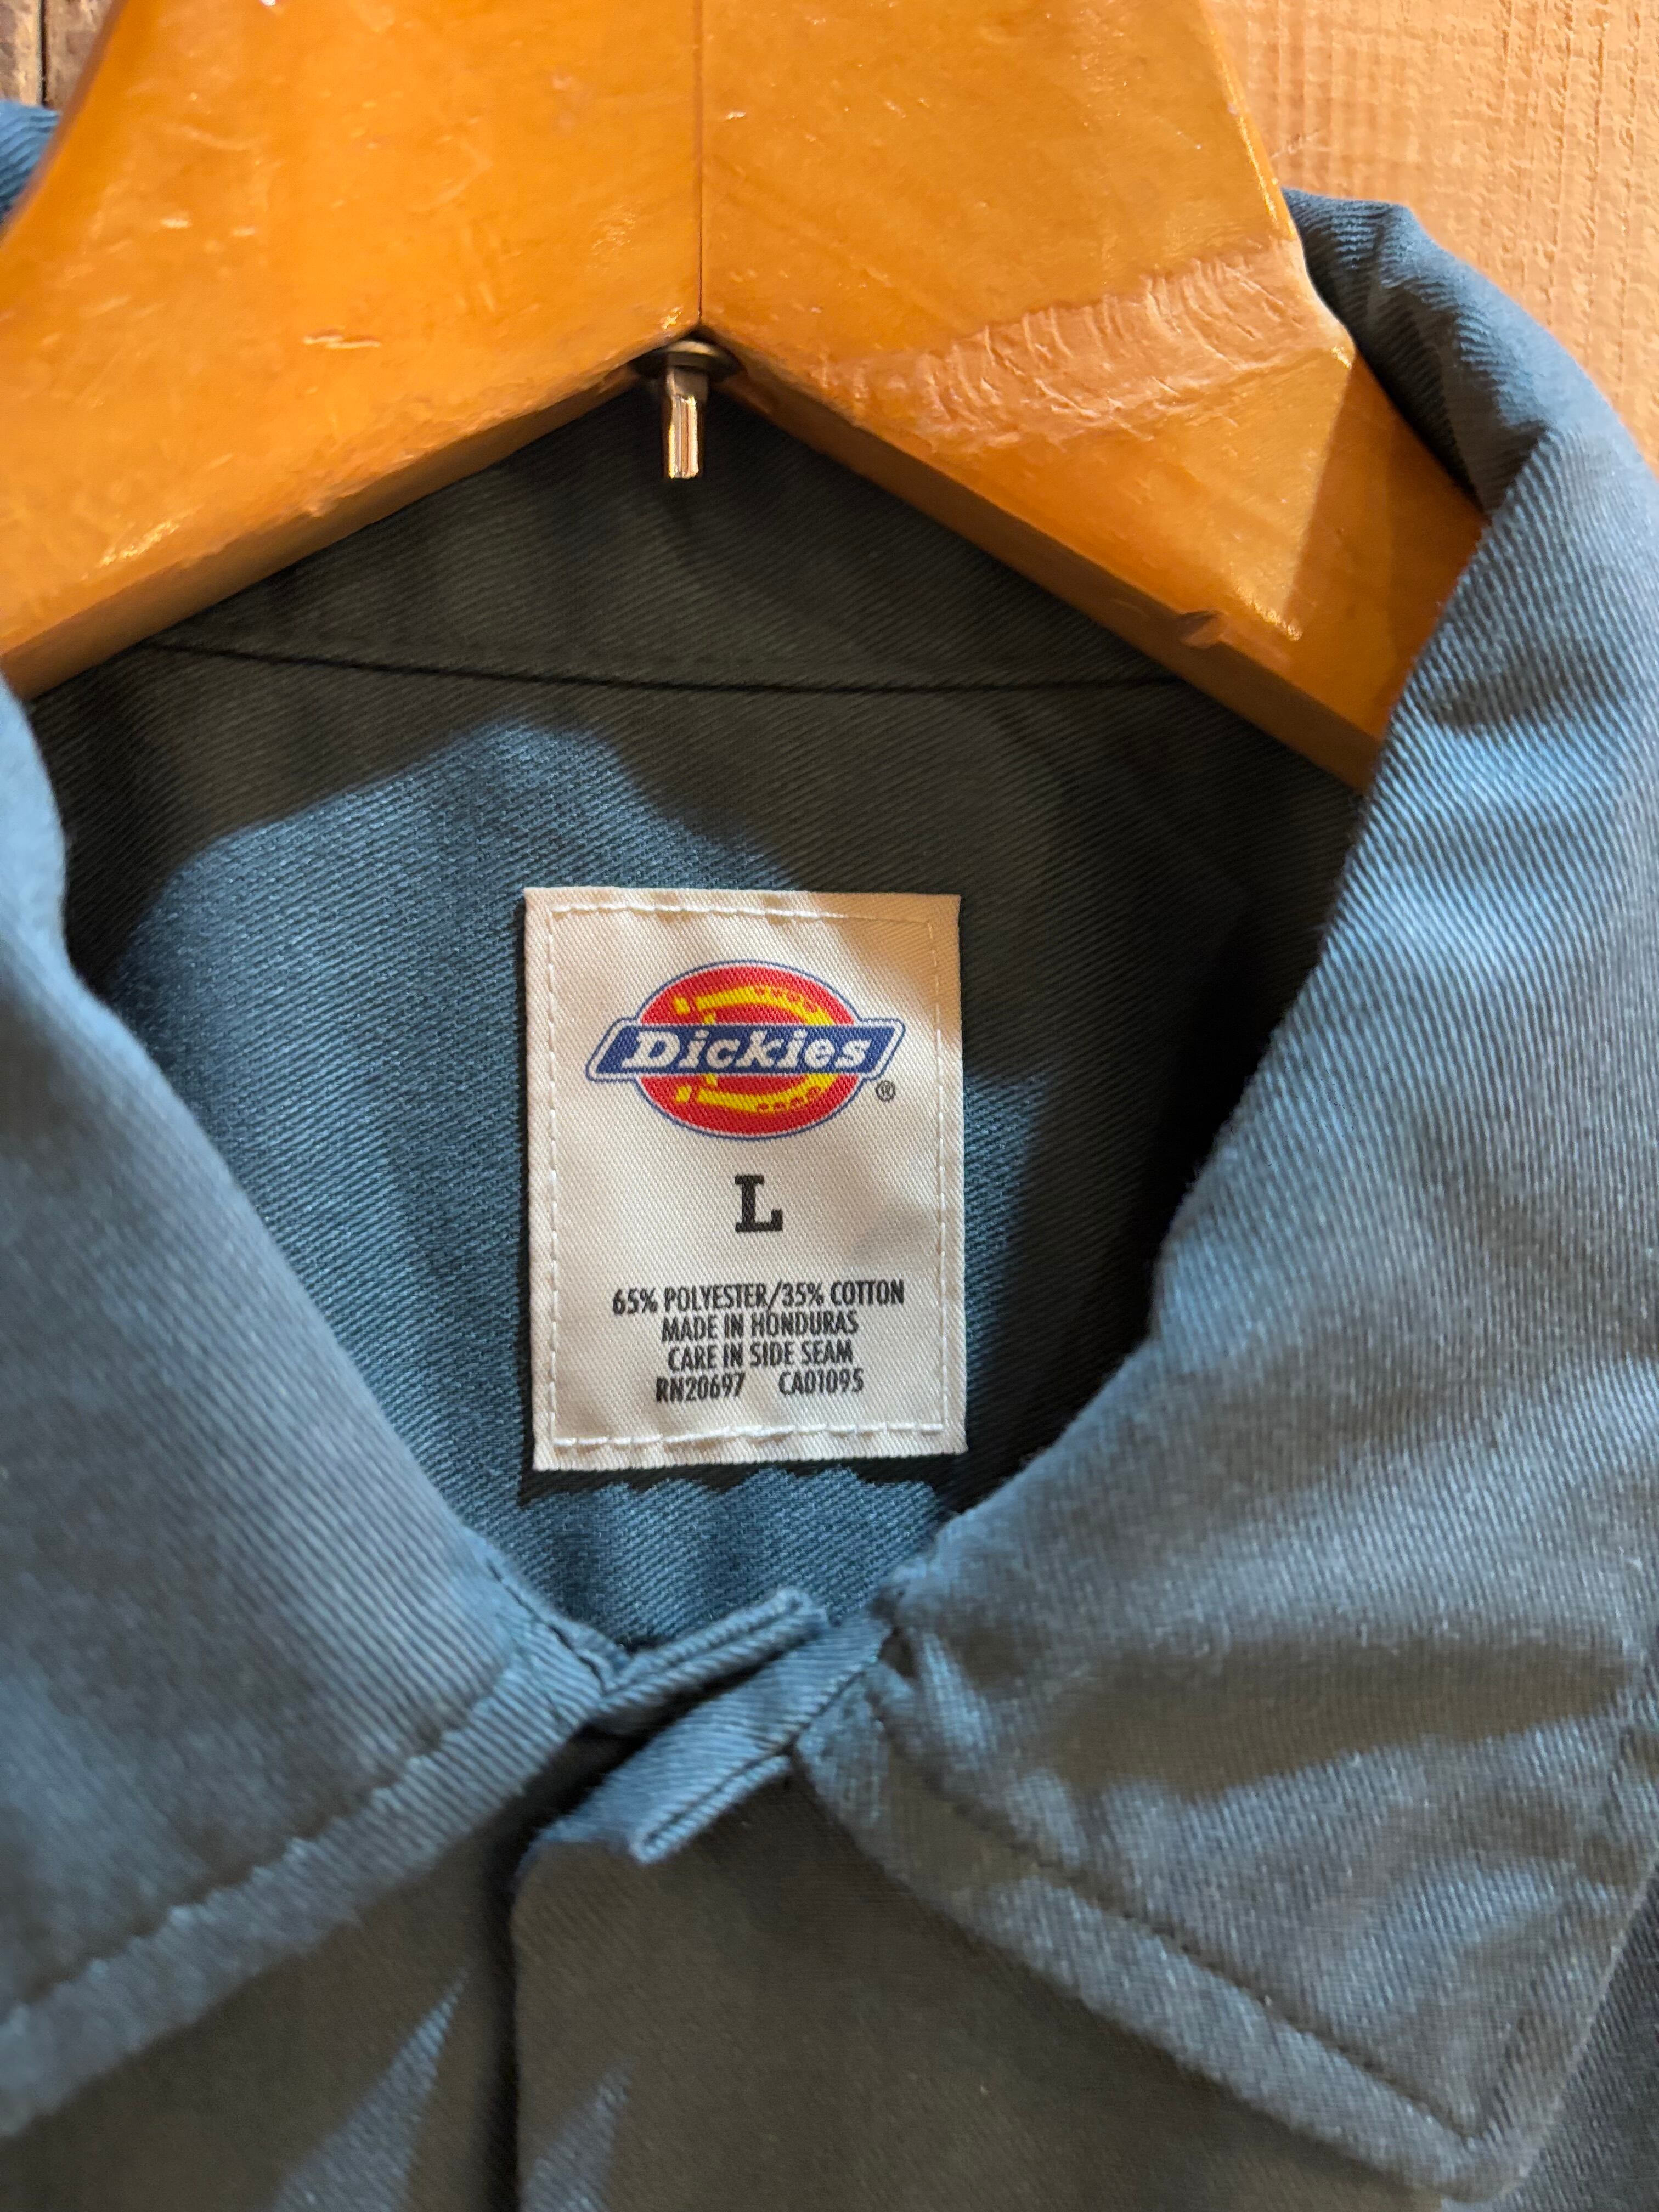 Dickies®
L
65% POLYESTER/35% COTTON
MADE IN HONDURAS
CARE IN SIDE SEAM
RN20697 CA01095